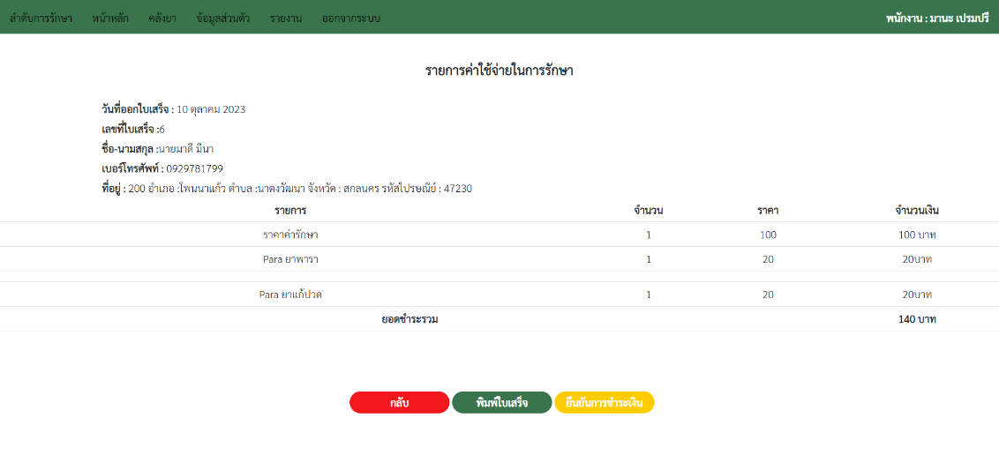 ลำดับการรักษา หน้าหลัก คลังยา ข้อมูลส่วนตัว รายงาน ออกจากระบบ พนักงาน : มานะ เปรมปรี
รายการค่าใช้จ่ายในการรักษา
วันที่ออกใบเสร็จ : 10 ตุลาคม 2023
เลขที่ใบเสร็จ :6
ชื่อ-นามสกุล :นายมาดี มีนา
เบอร์โทรศัพท์ : 0929781799
ที่อยู่ : 200 อำเภอ :โพนนาแก้ว ตำบล :นาตงวัฒนา จังหวัด : สกลนคร รหัสไปรษณีย์ : 47230
รายการ จำนวน ราคา จำนวนเงิน
ราคาค่ารักษา 1 100 100 บาท
Para ยาพารา 1 20 20บาท
Para ยาแก้ปวด 1 20 20บาท
ยอดชำระรวม 140 บาท
กลับ พิมพ์ใบเสร็จ ยืนยันการชำระเงิน